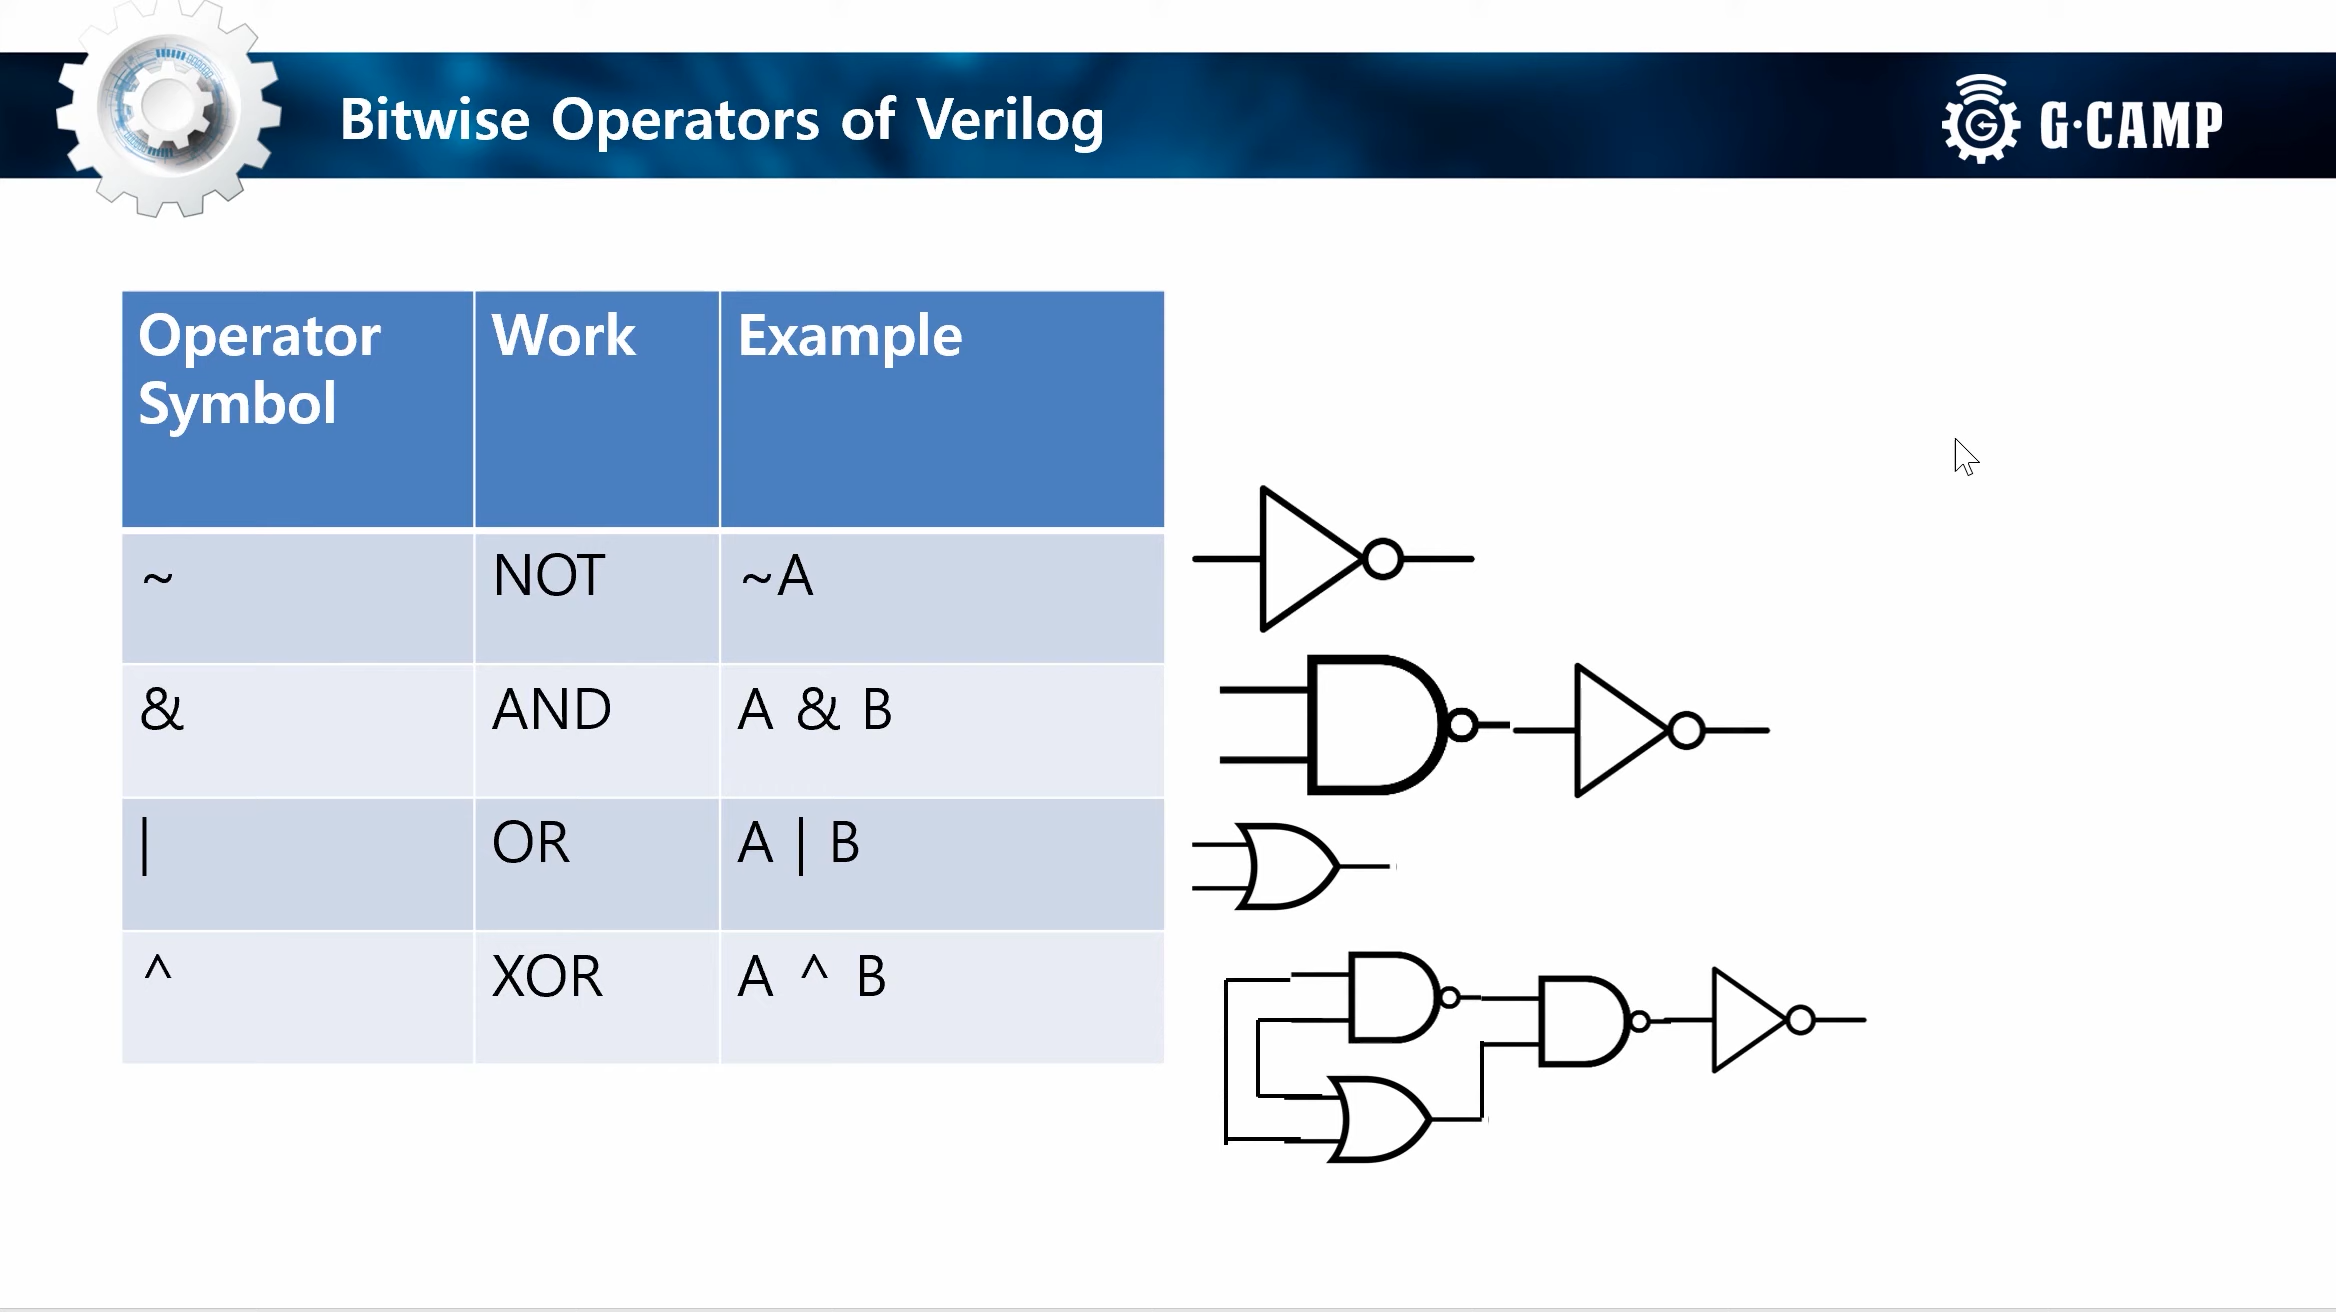 Bitwise Operators of Verilog
G·CAMP
Operator Symbol
Work
Example
~
NOT
~A
&
AND
A & B
|
OR
A | B
^
XOR
A ^ B